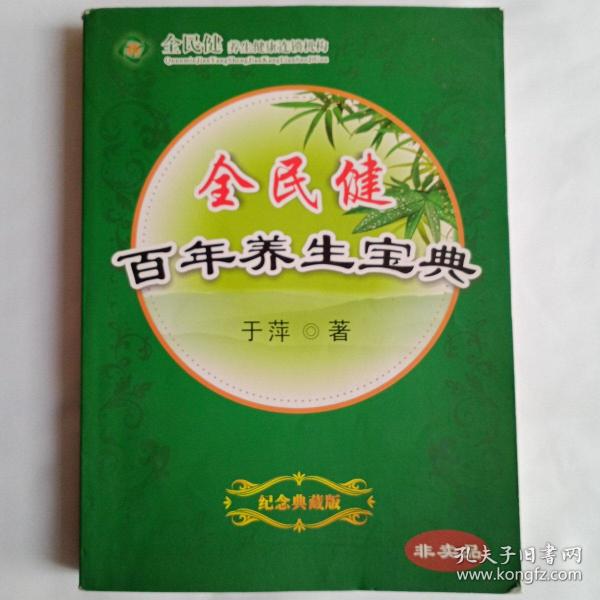 全民健 养生健康连锁机构
QuanminJianYangShengJianKangLianSuoJiGou
全民健
百年养生宝典
于萍◎著
纪念典藏版
非卖品
孔夫子旧书网
www.kongfz.com